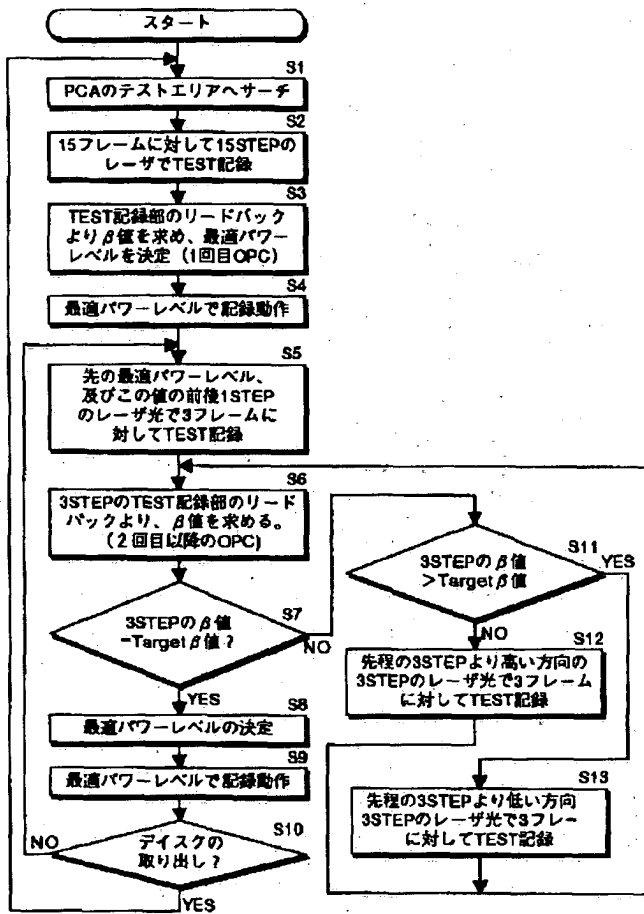 スタート
S1
PCAのテストエリアへサーチ
S2
15フレームに対して15STEPの
レーザでTEST記録
S3
TEST記録部のリードバック
よりβ値を求め、最適パワー
レベルを決定(1回目OPC)
S4
最適パワーレベルで記録動作
S5
先の最適パワーレベル、
及びこの値の前後1STEP
のレーザ光で3フレームに
対してTEST記録
S6
3STEPのTEST記録部のリード
バックより、β値を求める。
(2回目以降のOPC)
S7
3STEPのβ値
=Targetβ値?
NO
YES
S8
最適パワーレベルの決定
S9
最適パワーレベルで記録動作
S10
ディスクの
取り出し?
NO
YES
S11
3STEPのβ値
>Targetβ値
YES
NO
S12
先程の3STEPより高い方向の
3STEPのレーザ光で3フレーム
に対してTEST記録
S13
先程の3STEPより低い方向
3STEPのレーザ光で3フレー
に対してTEST記録